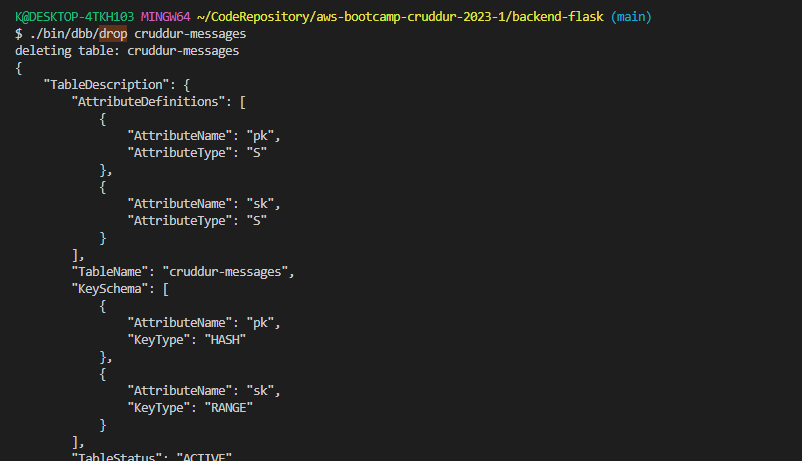 K@DESKTOP-4TKH103 MINGW64 ~/CodeRepository/aws-bootcamp-cruddur-2023-1/backend-flask (main)
$ ./bin/dbb/drop cruddur-messages
deleting table: cruddur-messages
{
    "TableDescription": {
        "AttributeDefinitions": [
            {
                "AttributeName": "pk",
                "AttributeType": "S"
            },
            {
                "AttributeName": "sk",
                "AttributeType": "S"
            }
        ],
        "TableName": "cruddur-messages",
        "KeySchema": [
            {
                "AttributeName": "pk",
                "KeyType": "HASH"
            },
            {
                "AttributeName": "sk",
                "KeyType": "RANGE"
            }
        ],
        "TableStatus": "ACTIVE",